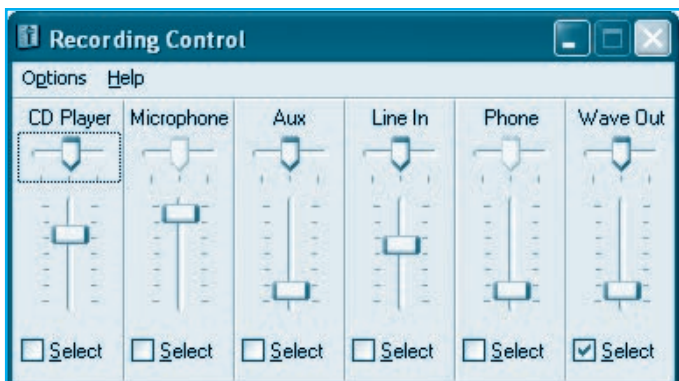 Recording Control
Options Help
CD Player Microphone Aux Line In Phone Wave Out
Select Select Select Select Select Select